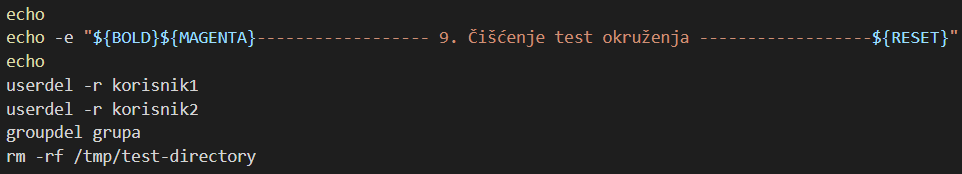 echo
echo -e "${BOLD}${MAGENTA}------------------ 9. Čišćenje test okruženja ------------------${RESET}"
echo
userdel -r korisnik1
userdel -r korisnik2
groupdel grupa
rm -rf /tmp/test-directory